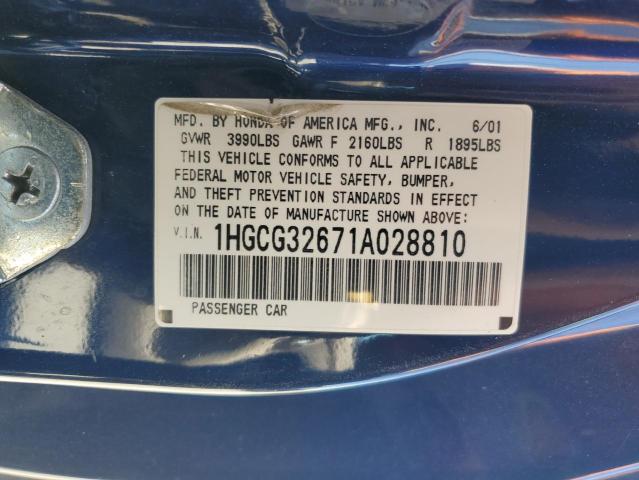 MFD. BY HONDA OF AMERICA MFG., INC. 6/01
GVWR 3990LBS GAWR F 2160LBS R 1895LBS
THIS VEHICLE CONFORMS TO ALL APPLICABLE
FEDERAL MOTOR VEHICLE SAFETY, BUMPER,
AND THEFT PREVENTION STANDARDS IN EFFECT
ON THE DATE OF MANUFACTURE SHOWN ABOVE:
V.I.N. 1HGCG32671A028810
PASSENGER CAR